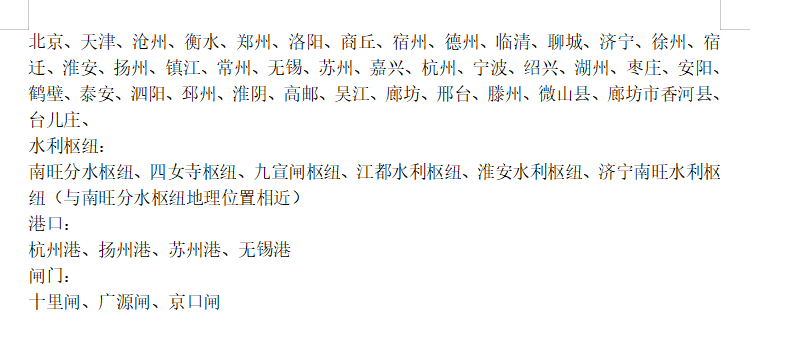 北京、天津、沧州、衡水、郑州、洛阳、商丘、宿州、德州、临清、聊城、济宁、徐州、宿
迁、淮安、扬州、镇江、常州、无锡、苏州、嘉兴、杭州、宁波、绍兴、湖州、枣庄、安阳、
鹤壁、泰安、泗阳、邳州、淮阴、高邮、吴江、廊坊、邢台、滕州、微山县、廊坊市香河县、
台儿庄、
水利枢纽：
南旺分水枢纽、四女寺枢纽、九宣闸枢纽、江都水利枢纽、淮安水利枢纽、济宁南旺水利枢
纽（与南旺分水枢纽地理位置相近）
港口：
杭州港、扬州港、苏州港、无锡港
闸门：
十里闸、广源闸、京口闸